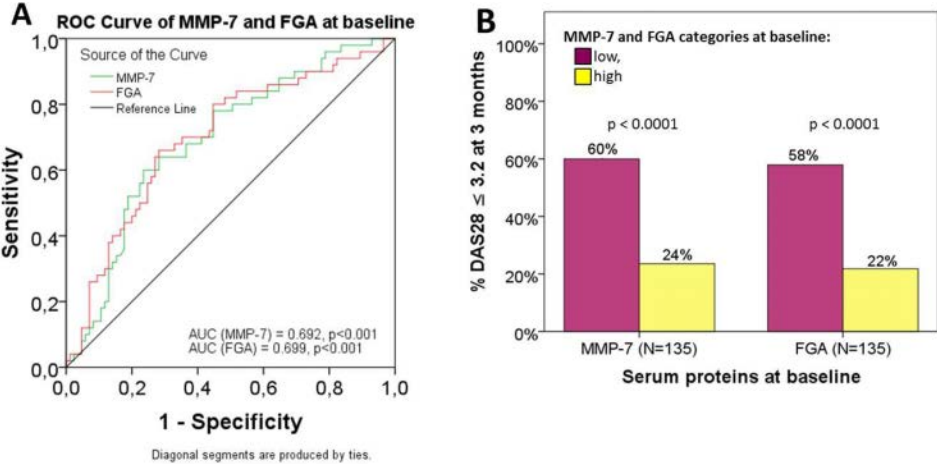 A
ROC Curve of MMP-7 and FGA at baseline
Source of the Curve
MMP-7
FGA
Reference Line
1,0
0,8
0,6
0,4
0,2
0,0
Sensitivity
AUC (MMP-7) = 0.692, p<0.001
AUC (FGA) = 0.699, p<0.001
0,0 0,2 0,4 0,6 0,8 1,0
1 - Specificity
Diagonal segments are produced by ties.
B
MMP-7 and FGA categories at baseline:
low,
high
100%
80%
60%
40%
20%
0%
% DAS28 ≤ 3.2 at 3 months
p < 0.0001 p < 0.0001
60% 58%
24% 22%
MMP-7 (N=135) FGA (N=135)
Serum proteins at baseline